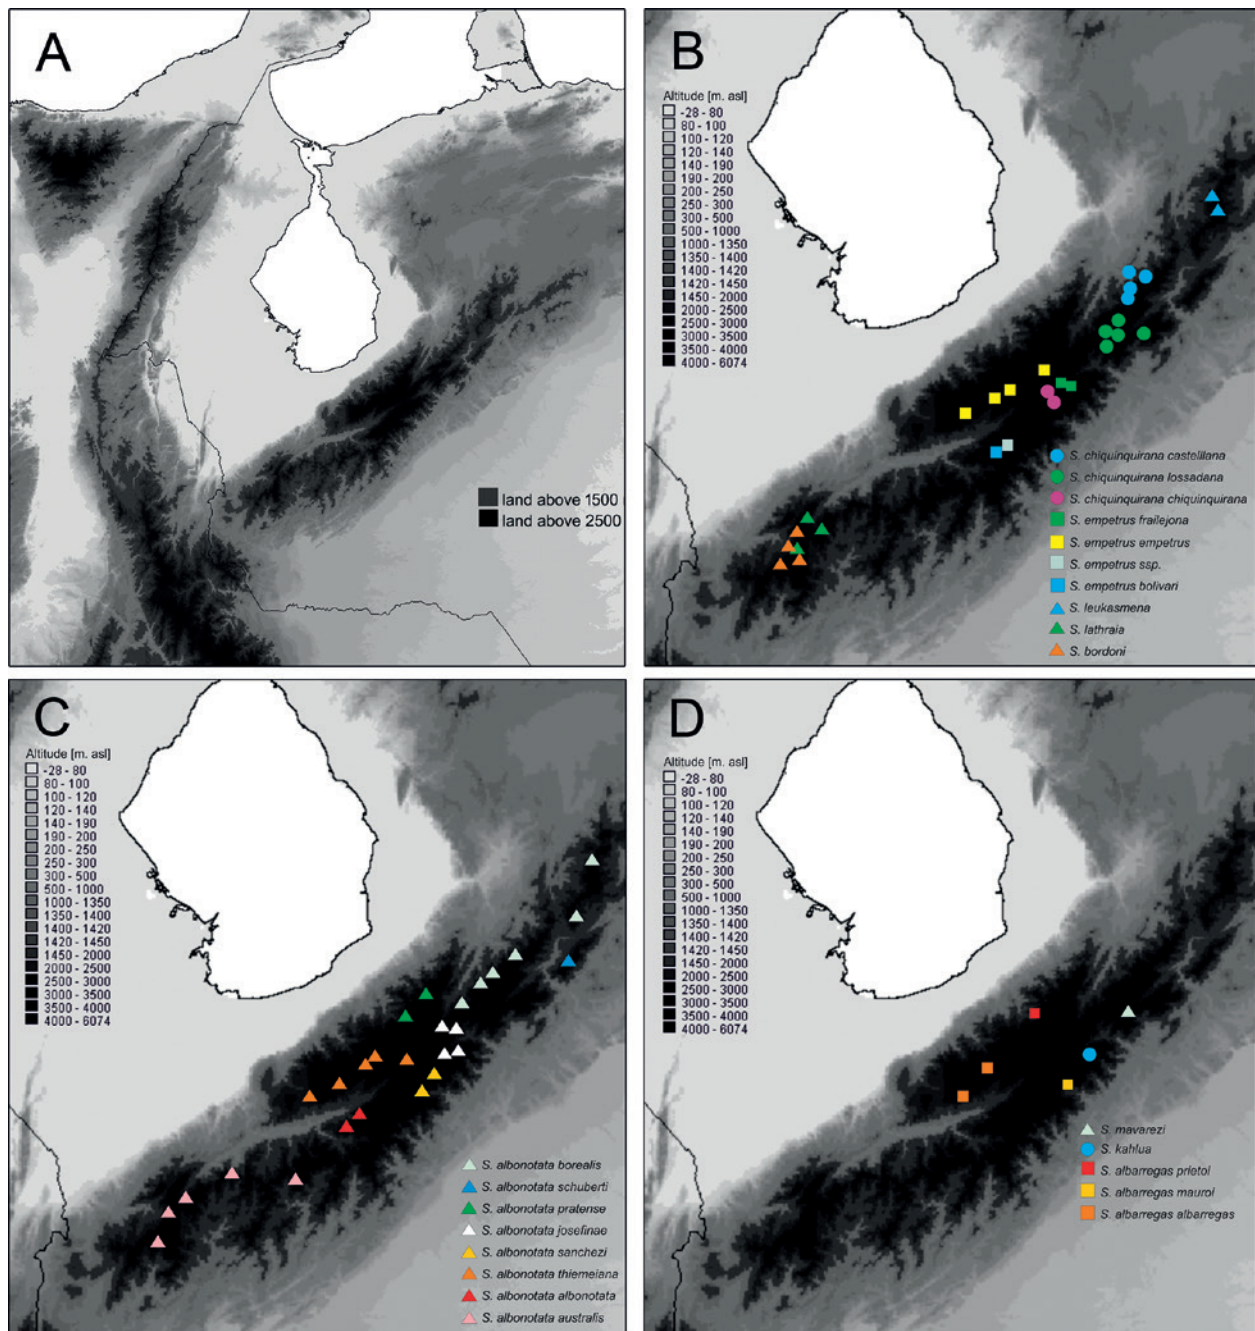 A
land above 1500
land above 2500
B
Altitude [m. asl]
-28 - 80
80 - 100
100 - 120
120 - 140
140 - 190
190 - 200
200 - 250
250 - 300
300 - 500
500 - 1000
1000 - 1350
1350 - 1400
1400 - 1420
1420 - 1450
1450 - 2000
2000 - 2500
2500 - 3000
3000 - 3500
3500 - 4000
4000 - 6074
S. chiquinquirana castellana
S. chiquinquirana lossadana
S. chiquinquirana chiquinquirana
S. empetrus frailejona
S. empetrus empetrus
S. empetrus ssp.
S. empetrus bolivari
S. leukasmena
S. lathraia
S. bordoni
C
Altitude [m. asl]
-28 - 80
80 - 100
100 - 120
120 - 140
140 - 190
190 - 200
200 - 250
250 - 300
300 - 500
500 - 1000
1000 - 1350
1350 - 1400
1400 - 1420
1420 - 1450
1450 - 2000
2000 - 2500
2500 - 3000
3000 - 3500
3500 - 4000
4000 - 6074
S. albonotata borealis
S. albonotata schuberti
S. albonotata pratense
S. albonotata josefinae
S. albonotata sanchezi
S. albonotata thiemeiana
S. albonotata albonotata
S. albonotata australis
D
Altitude [m. asl]
-28 - 80
80 - 100
100 - 120
120 - 140
140 - 190
190 - 200
200 - 250
250 - 300
300 - 500
500 - 1000
1000 - 1350
1350 - 1400
1400 - 1420
1420 - 1450
1450 - 2000
2000 - 2500
2500 - 3000
3000 - 3500
3500 - 4000
4000 - 6074
S. mavarezi
S. kahlua
S. albarregas prietoi
S. albarregas mauroi
S. albarregas albarregas